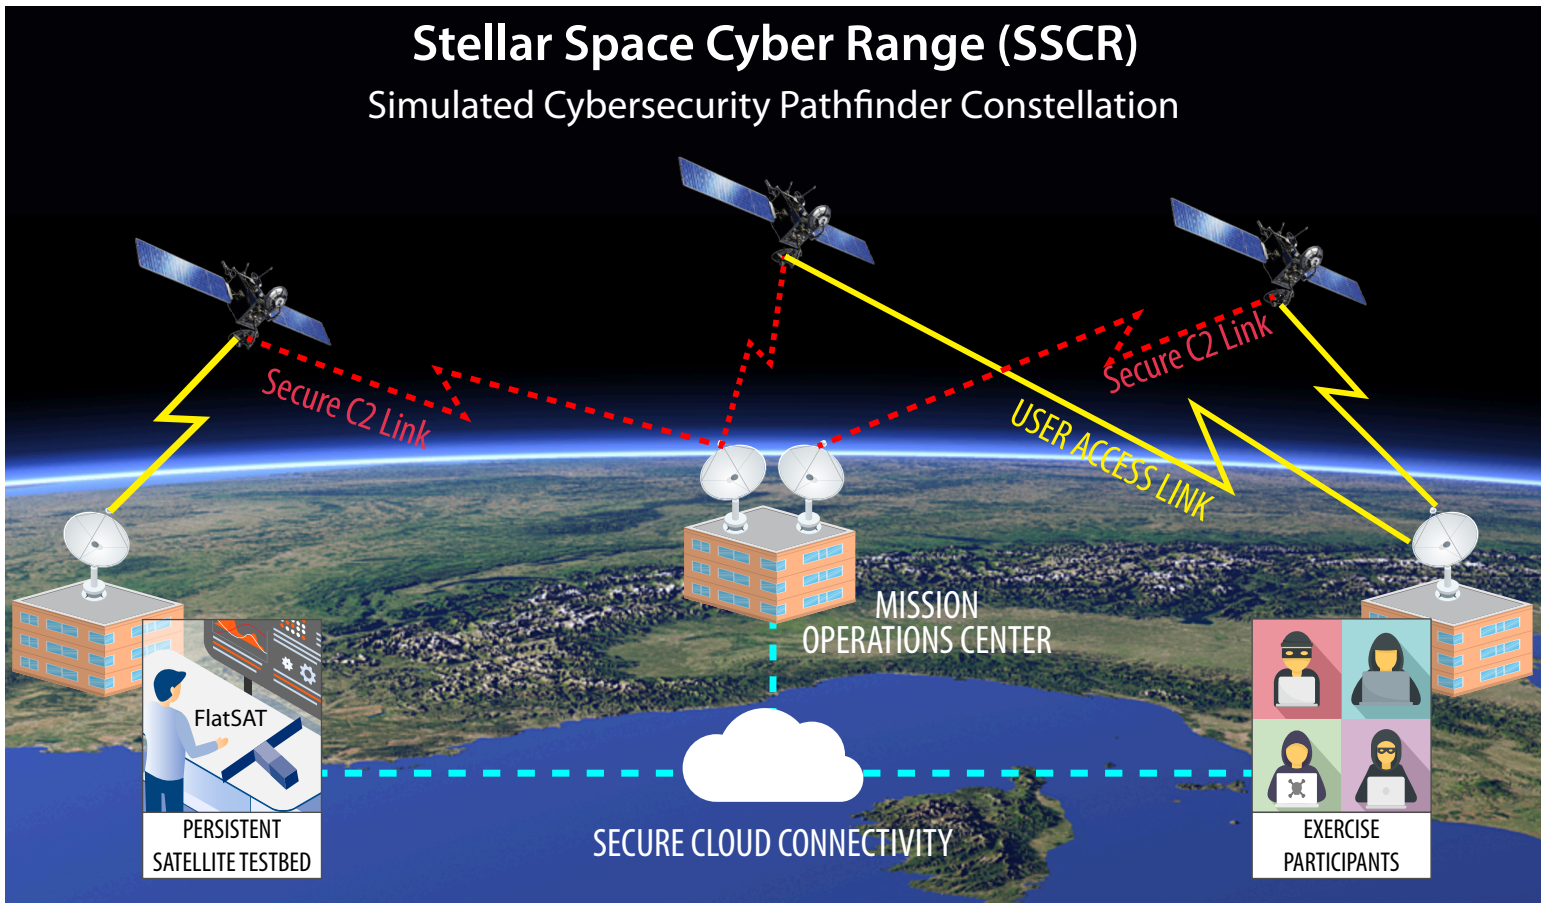 Stellar Space Cyber Range (SSCR)
Simulated Cybersecurity Pathfinder Constellation
Secure C2 Link
Secure C2 Link
USER ACCESS LINK
MISSION
OPERATIONS CENTER
FlatSAT
PERSISTENT
SATELLITE TESTBED
SECURE CLOUD CONNECTIVITY
EXERCISE
PARTICIPANTS